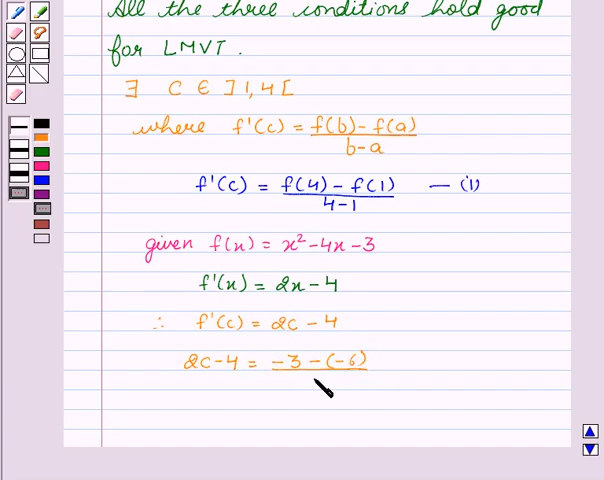 All the three conditions hold good
for LMVT.
∃ C ∈ ]1,4[
where f'(c) = f(b) - f(a) / b-a
f'(c) = f(4) - f(1) / 4-1 — (1)
given f(x) = x² - 4x - 3
f'(x) = 2x - 4
∴ f'(c) = 2c - 4
2c - 4 = -3 - (-6)